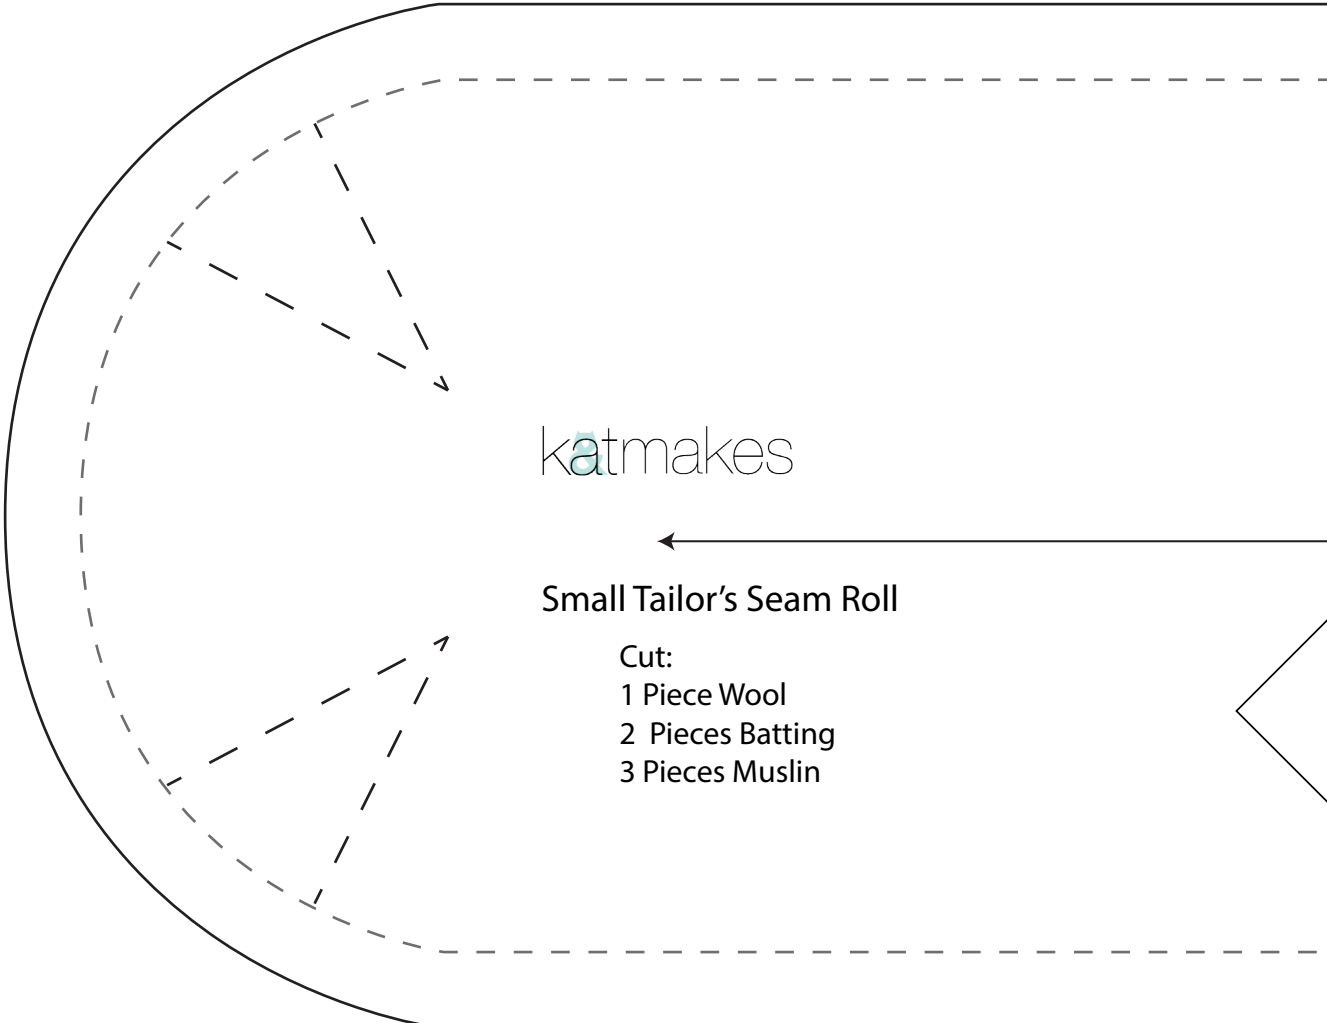 katmakes
Small Tailor’s Seam Roll
Cut:
1 Piece Wool
2 Pieces Batting
3 Pieces Muslin